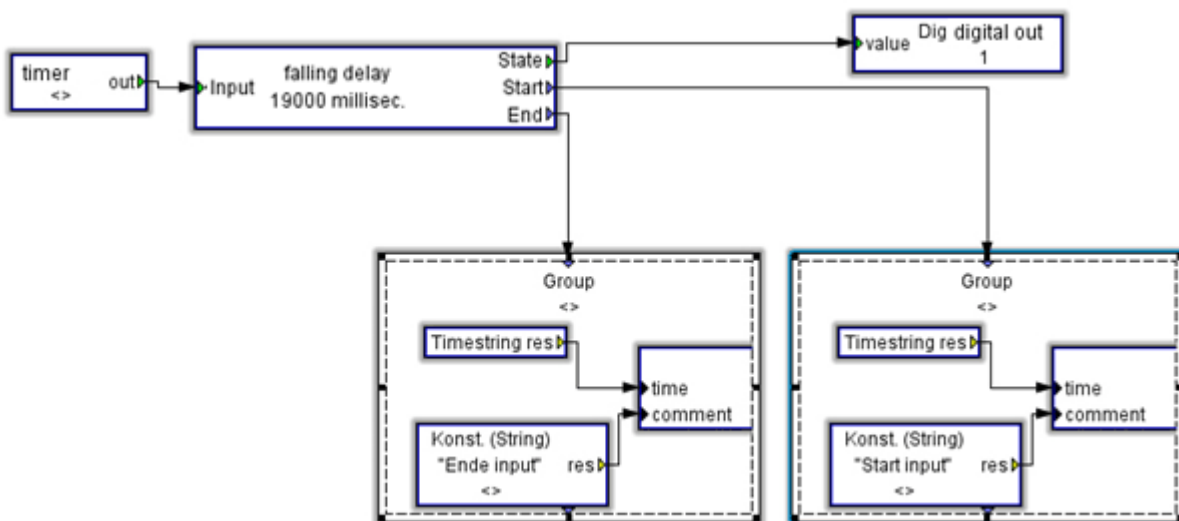 timer
<>
out
Input
falling delay
19000 millisec.
State
Start
End
value
Dig digital out
1
Group
<>
Timestring res
time
comment
Konst. (String)
"Ende input"
res
<>
Group
<>
Timestring res
time
comment
Konst. (String)
"Start input"
res
<>